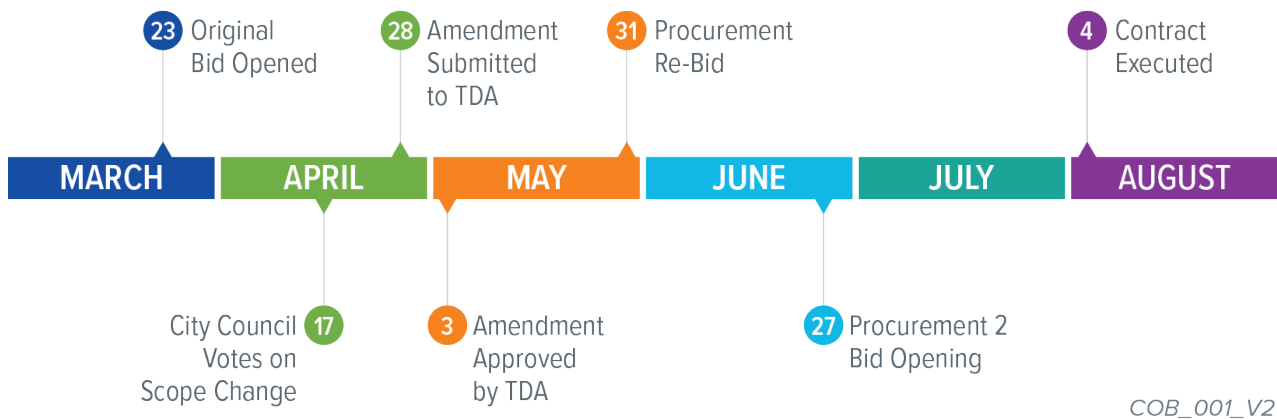 23 Original
Bid Opened
28 Amendment
Submitted
to TDA
31 Procurement
Re-Bid
4 Contract
Executed
MARCH
APRIL
MAY
JUNE
JULY
AUGUST
City Council 17
Votes on
Scope Change
3 Amendment
Approved
by TDA
27 Procurement 2
Bid Opening
COB_001_V2